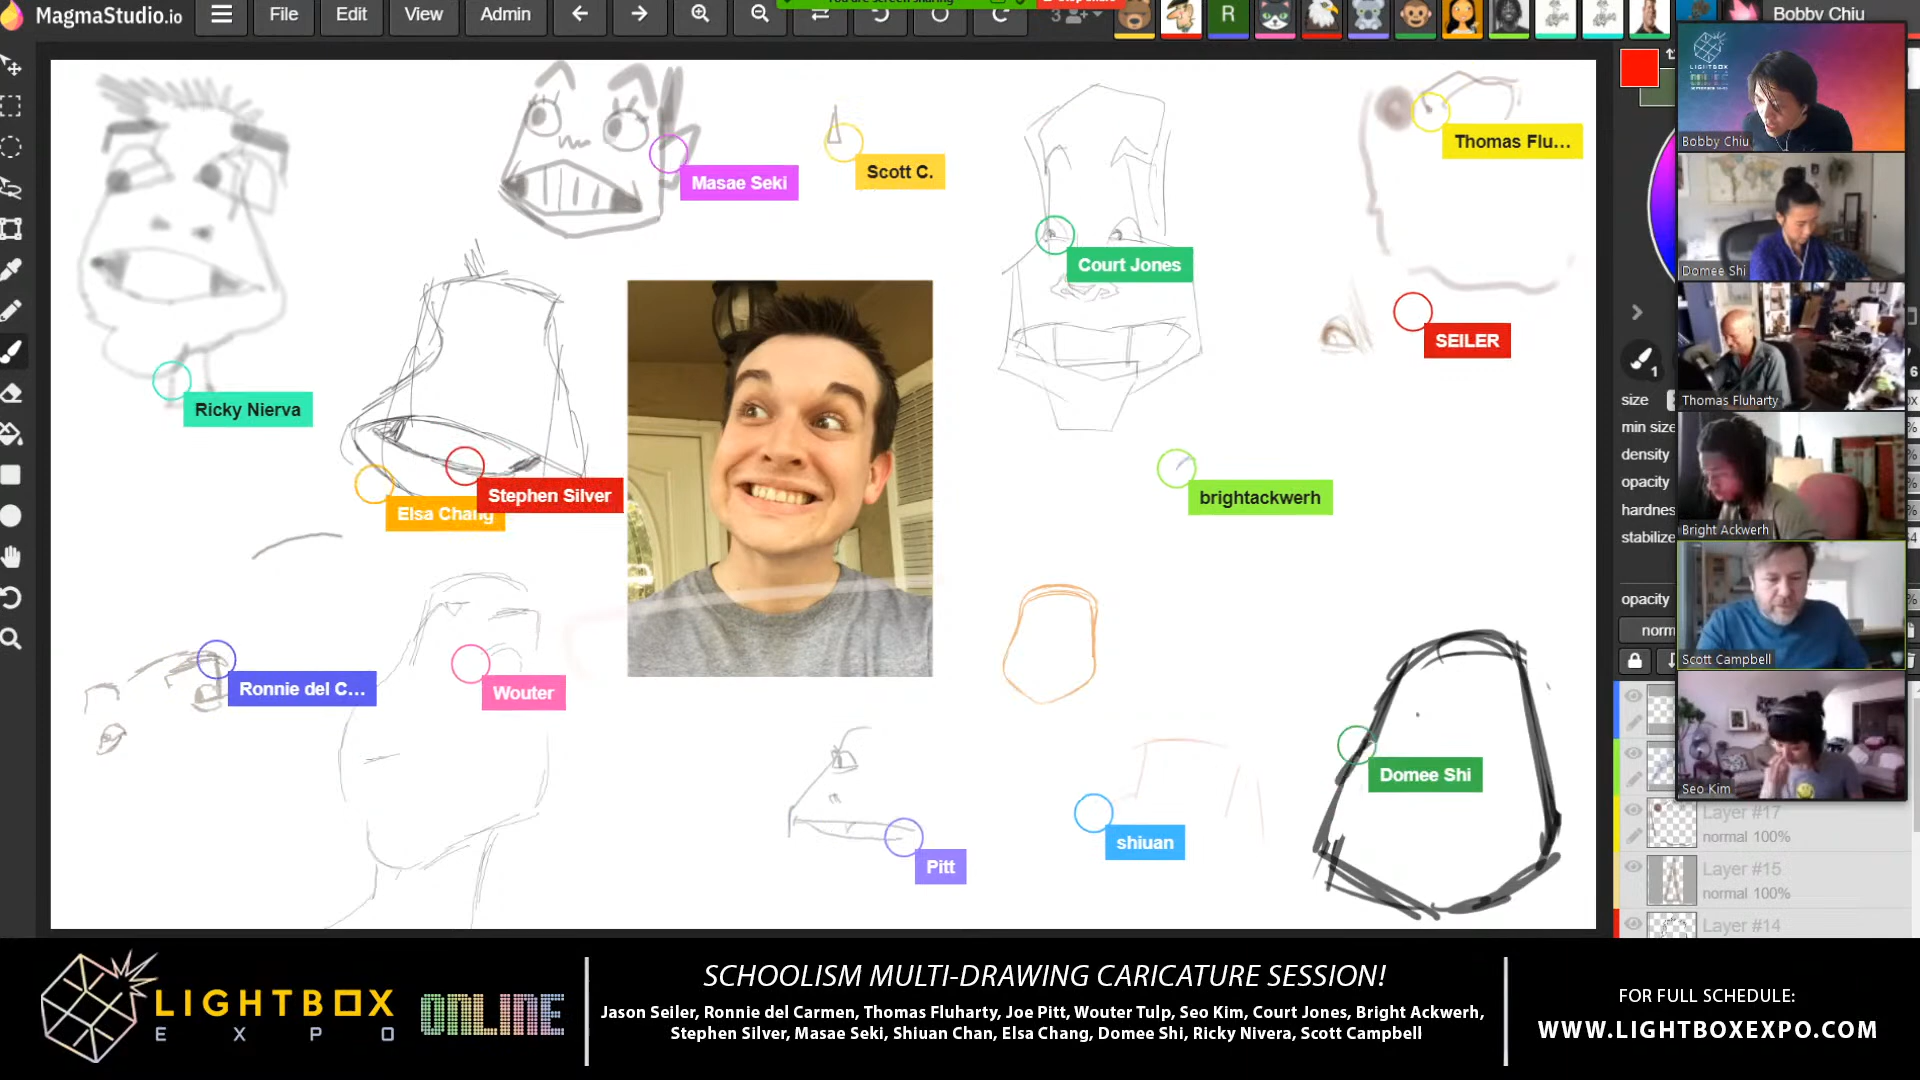 MagmaStudio.io
File
Edit
View
Admin
3
R
Bobby Chiu
Bobby Chiu
Domee Shi
Thomas Fluharty
Bright Ackwerh
Scott Campbell
Seo Kim
Thomas Flu...
Scott C.
Masae Seki
Court Jones
SEILER
Ricky Nierva
Stephen Silver
Elsa Chang
brightackwerh
Ronnie del C...
Wouter
Domee Shi
shiuan
Pitt
1
size
min size
density
opacity
hardnes
stabilize
opacity
norm
Layer #17
normal 100%
Layer #15
normal 100%
Layer #14
LIGHTBOX
EXPO
ONLINE
SCHOOLISM MULTI-DRAWING CARICATURE SESSION!
Jason Seiler, Ronnie del Carmen, Thomas Fluharty, Joe Pitt, Wouter Tulp, Seo Kim, Court Jones, Bright Ackwerh,
Stephen Silver, Masae Seki, Shiuan Chan, Elsa Chang, Domee Shi, Ricky Nivera, Scott Campbell
FOR FULL SCHEDULE:
WWW.LIGHTBOXEXPO.COM